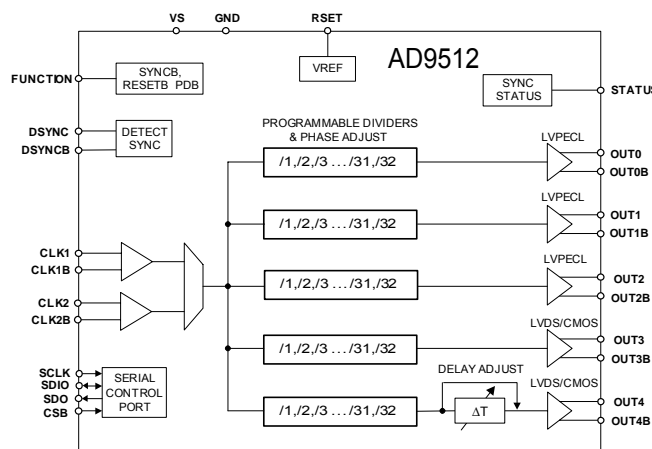 VS
GND
RSET
AD9512
VREF
FUNCTION
SYNCB,
RESETB PDB
SYNC
STATUS
STATUS
DSYNC
DSYNCB
DETECT
SYNC
PROGRAMMABLE DIVIDERS
& PHASE ADJUST
/1,/2,/3 ... /31,/32
LVPECL
OUT0
OUT0B
/1,/2,/3 ... /31,/32
LVPECL
OUT1
OUT1B
CLK1
CLK1B
/1,/2,/3 ... /31,/32
LVPECL
OUT2
OUT2B
CLK2
CLK2B
/1,/2,/3 ... /31,/32
LVDS/CMOS
OUT3
OUT3B
SCLK
SDIO
SDO
CSB
SERIAL
CONTROL
PORT
/1,/2,/3 ... /31,/32
DELAY ADJUST
ΔT
LVDS/CMOS
OUT4
OUT4B